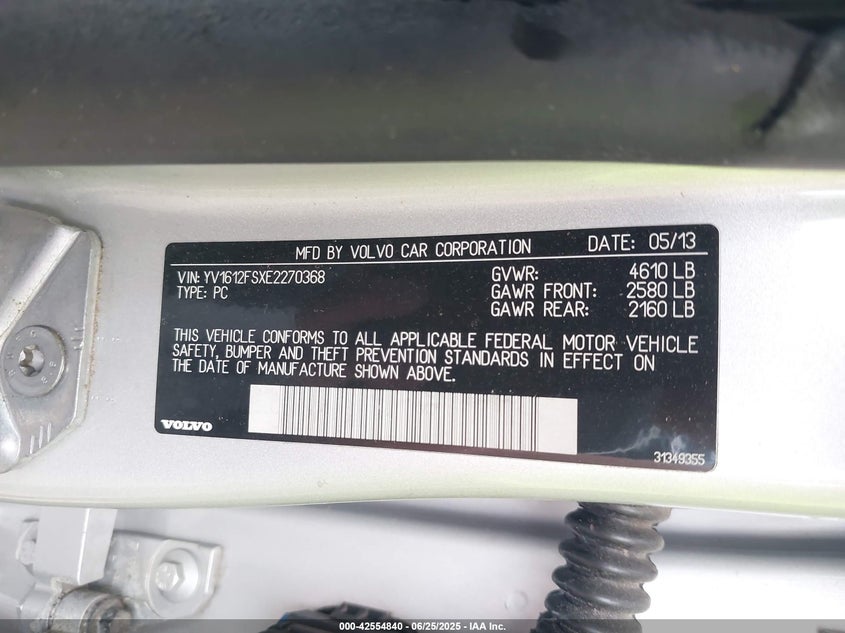 MFD BY VOLVO CAR CORPORATION DATE: 05/13
VIN: YV1612FSXE2270368 GVWR: 4610 LB
TYPE: PC GAWR FRONT: 2580 LB
GAWR REAR: 2160 LB
THIS VEHICLE CONFORMS TO ALL APPLICABLE FEDERAL MOTOR VEHICLE
SAFETY, BUMPER AND THEFT PREVENTION STANDARDS IN EFFECT ON
THE DATE OF MANUFACTURE SHOWN ABOVE.
VOLVO
31349355
000-42554840 - 06/25/2025 - IAA Inc.